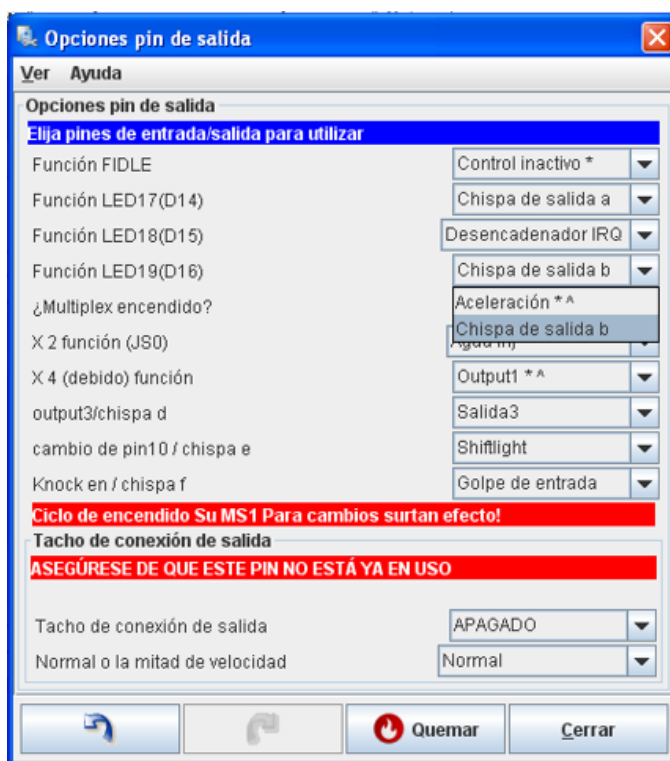 Opciones pin de salida
Ver Ayuda
Opciones pin de salida
Elija pines de entrada/salida para utilizar
Función FIDLE Control inactivo *
Función LED17(D14) Chispa de salida a
Función LED18(D15) Desencadenador IRQ
Función LED19(D16) Chispa de salida b
¿Multiplex encendido? Aceleración * ^
Chispa de salida b
X 2 función (JS0)
X 4 (debido) función Output1 * ^
output3/chispa d Salida3
cambio de pin10 / chispa e Shiftlight
Knock en / chispa f Golpe de entrada
Ciclo de encendido Su MS1 Para cambios surtan efecto!
Tacho de conexión de salida
ASEGÚRESE DE QUE ESTE PIN NO ESTÁ YA EN USO
Tacho de conexión de salida APAGADO
Normal o la mitad de velocidad Normal
Quemar Cerrar